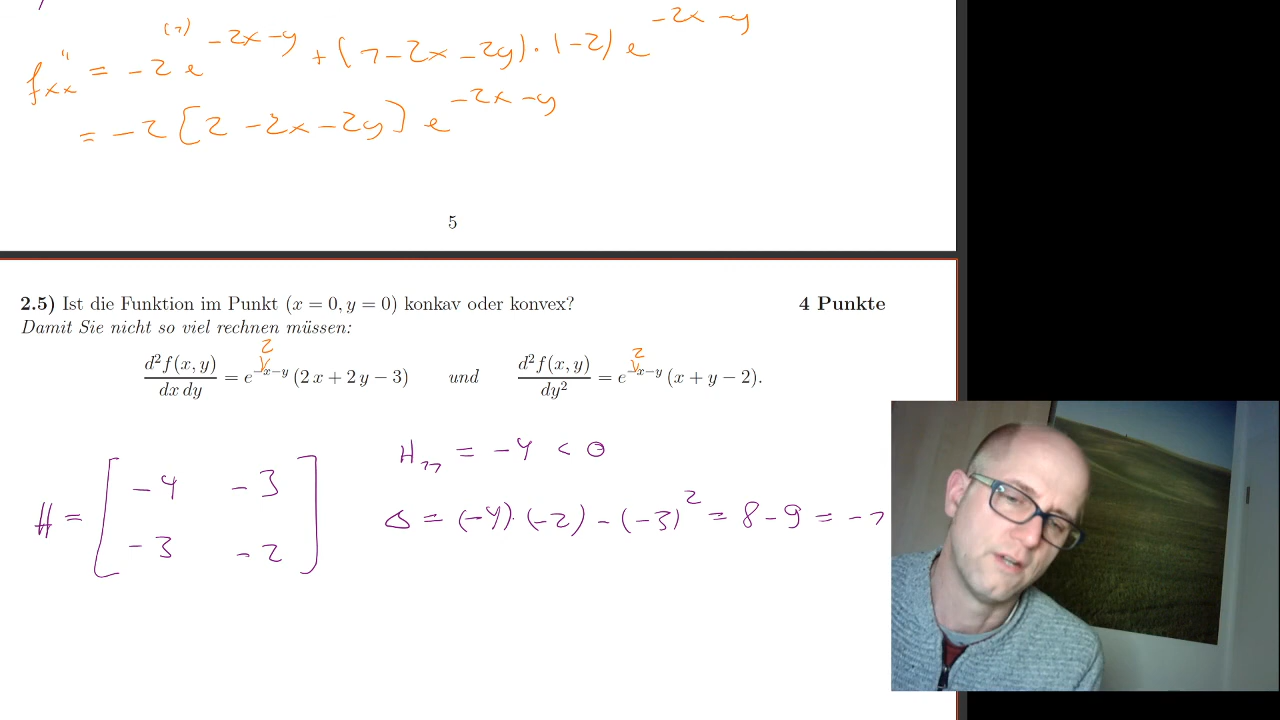 f''xx = -2 e^(1) -2x-y + (1-2x-2y)·(-2) e^-2x-y
= -2 [2 -2x-2y] e^-2x-y
5
2.5) Ist die Funktion im Punkt (x = 0, y = 0) konkav oder konvex? 4 Punkte
Damit Sie nicht so viel rechnen müssen:
2 2
d²f(x,y)/dx dy = e^-x-y (2x + 2y − 3) und d²f(x,y)/dy² = e^-x-y (x + y − 2).
H11 = -4 < 0
H = [ -4 -3
-3 -2 ]
Δ = (-4)·(-2) - (-3)² = 8-9 = -1